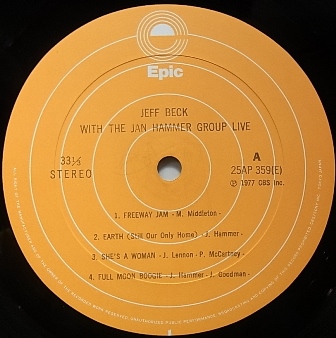 Epic
JEFF BECK
WITH THE JAN HAMMER GROUP LIVE
33⅓
STEREO
A
25AP 359(E)
Ⓟ 1977 CBS Inc.
1. FREEWAY JAM - M. Middleton -
2. EARTH (Still Our Only Home) - J. Hammer -
3. SHE'S A WOMAN - J. Lennon - P. McCartney -
4. FULL MOON BOOGIE - J. Hammer - J. Goodman -